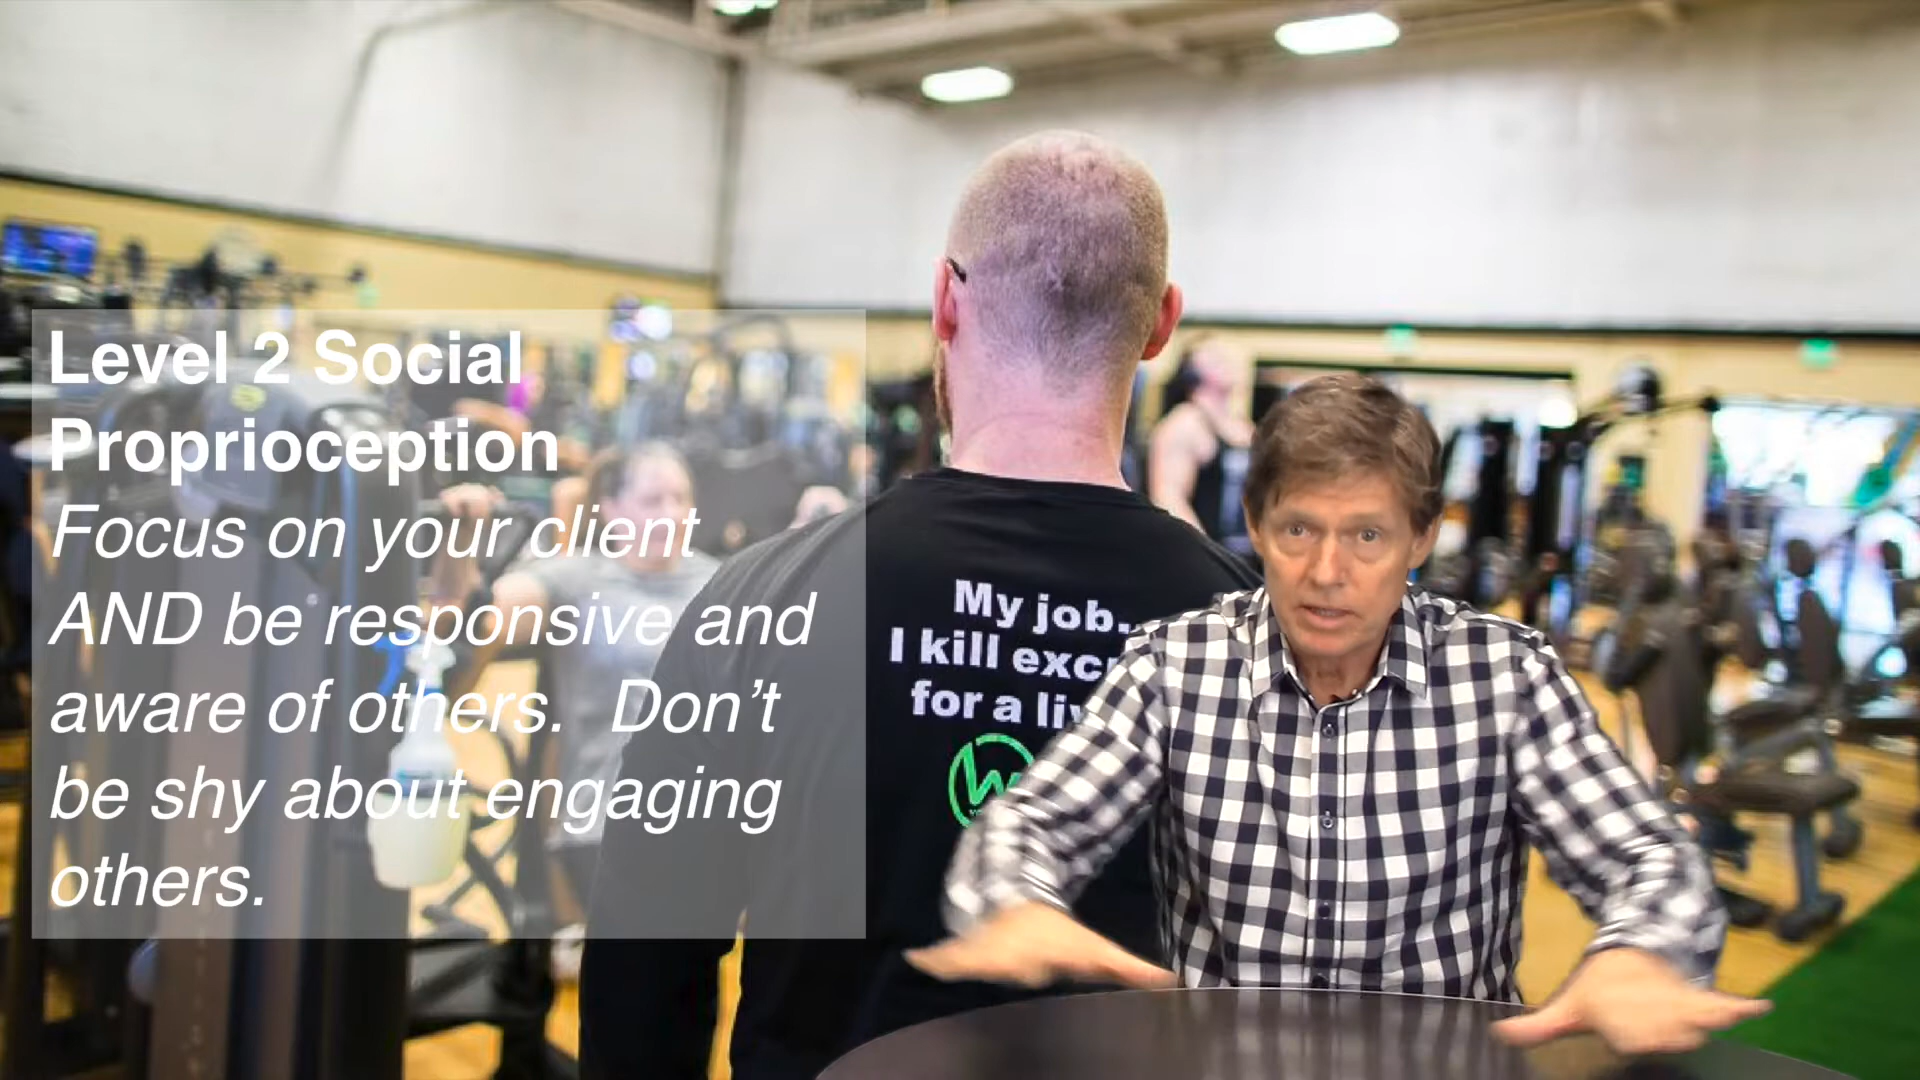 Level 2 Social
Proprioception
Focus on your client
AND be responsive and
aware of others.  Don’t
be shy about engaging
others.
My job..
I kill
for a